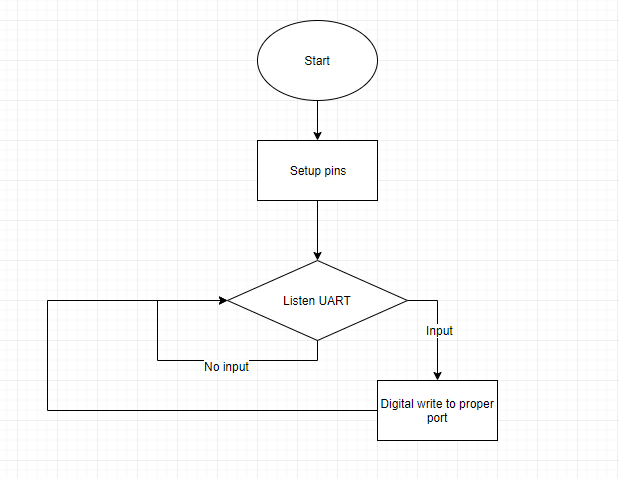 Start
Setup pins
Listen UART
Input
No input
Digital write to proper
port